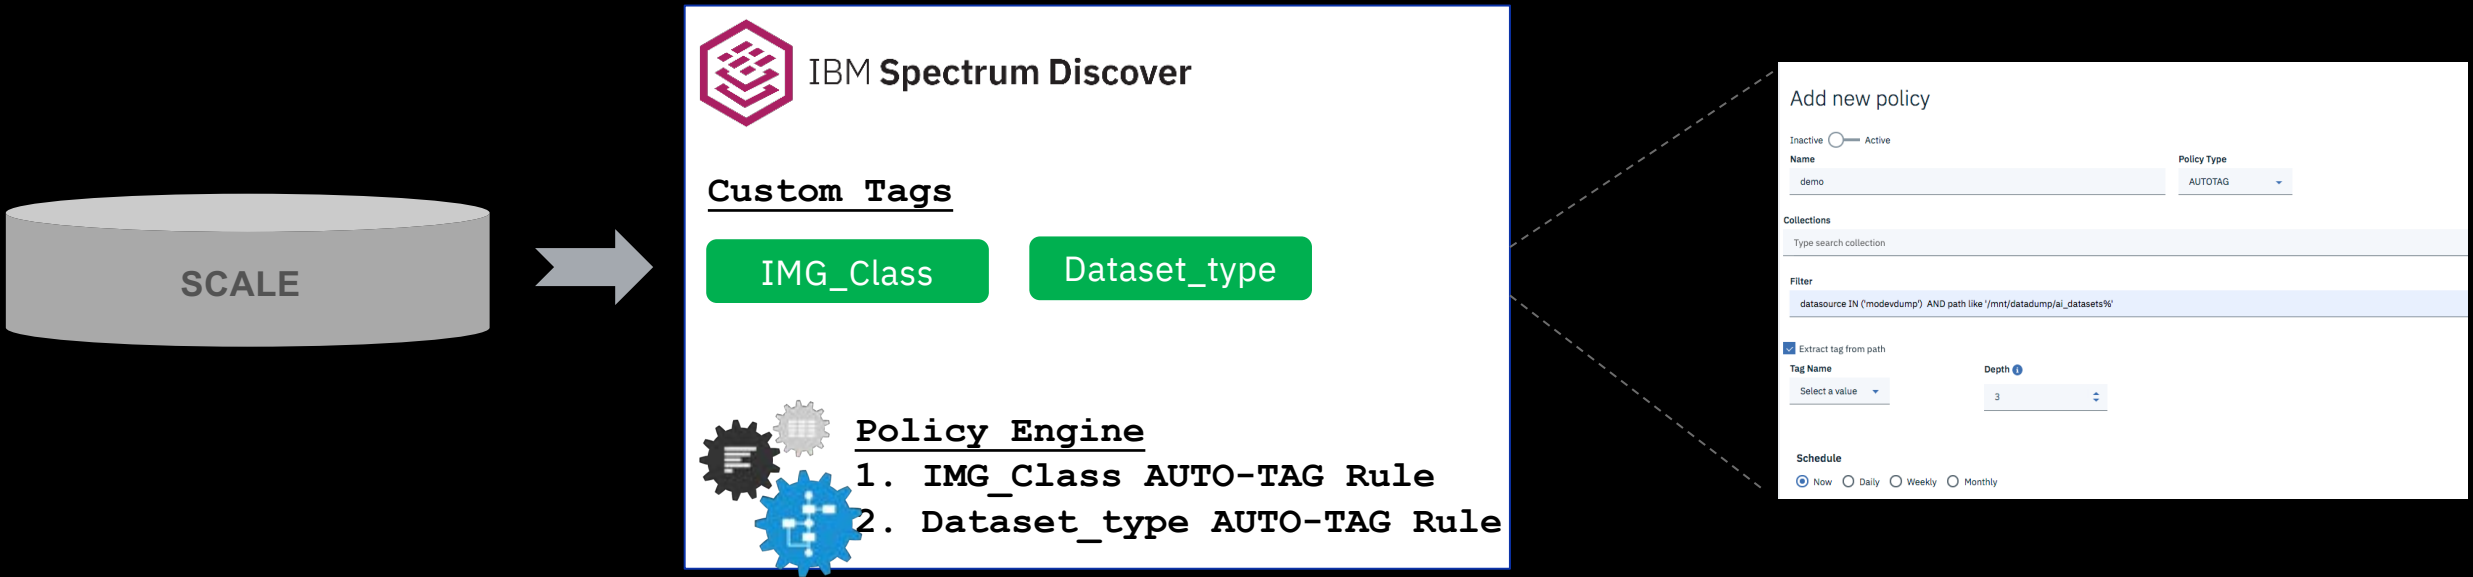 SCALE
IBM Spectrum Discover
Custom Tags
IMG_Class
Dataset_type
Policy Engine
1. IMG_Class AUTO-TAG Rule
2. Dataset_type AUTO-TAG Rule
Add new policy
Inactive Active
Name Policy Type
demo AUTOTAG
Collections
Type search collection
Filter
datasource IN ('modevdump') AND path like '/mnt/datadump/ai_datasets%'
Extract tag from path
Tag Name Depth
Select a value 3
Schedule
Now Daily Weekly Monthly